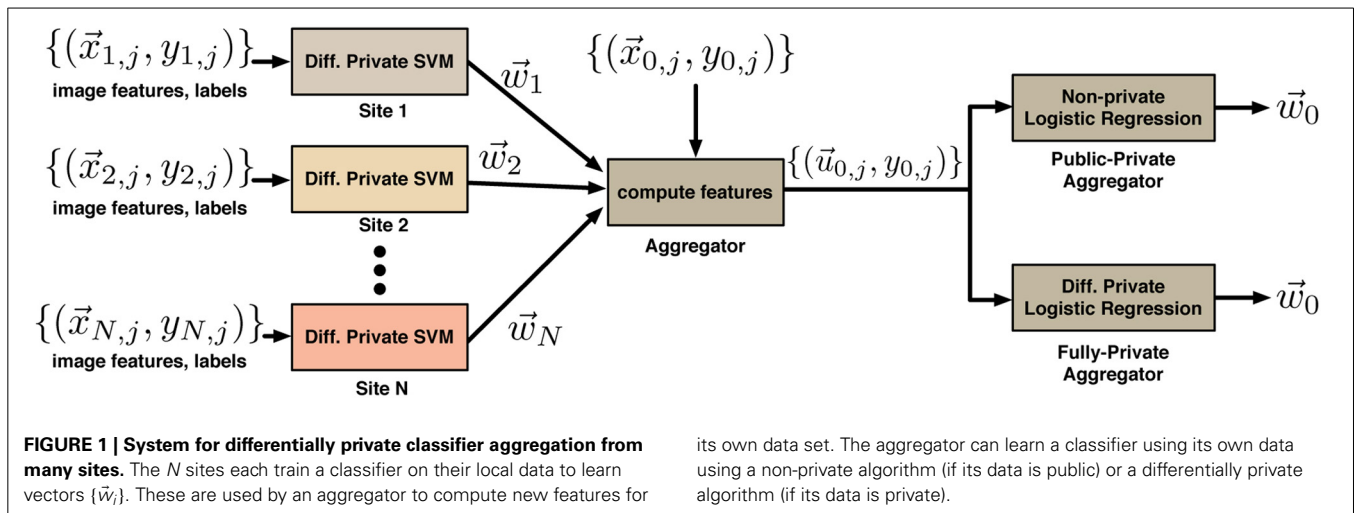 {(x⃗1,j, y1,j)}
image features, labels
Diff. Private SVM
Site 1
w⃗1
{(x⃗2,j, y2,j)}
image features, labels
Diff. Private SVM
Site 2
w⃗2
{(x⃗N,j, yN,j)}
image features, labels
Diff. Private SVM
Site N
w⃗N
{(x⃗0,j, y0,j)}
compute features
Aggregator
{(u⃗0,j, y0,j)}
Non-private
Logistic Regression
Public-Private
Aggregator
w⃗0
Diff. Private
Logistic Regression
Fully-Private
Aggregator
w⃗0
FIGURE 1 | System for differentially private classifier aggregation from
many sites. The N sites each train a classifier on their local data to learn
vectors {w⃗i}. These are used by an aggregator to compute new features for
its own data set. The aggregator can learn a classifier using its own data
using a non-private algorithm (if its data is public) or a differentially private
algorithm (if its data is private).